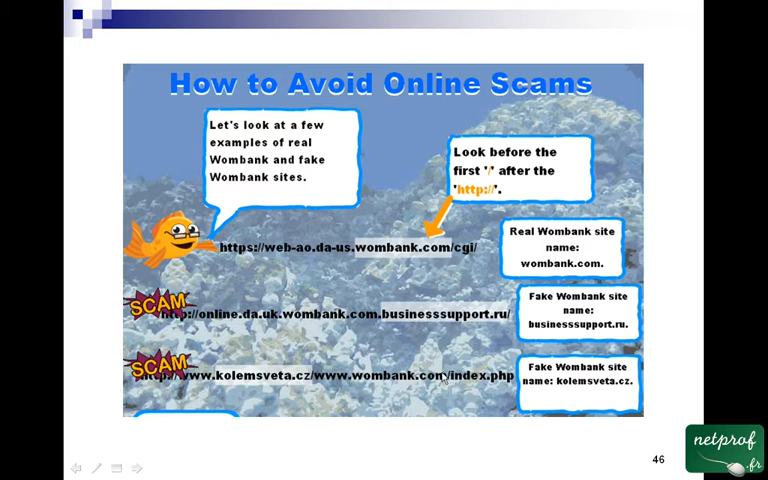 How to Avoid Online Scams
Let's look at a few
examples of real
Wombank and fake
Wombank sites.
Look before the
first '/' after the
'http://'.
https://web-ao.da-us.wombank.com/cgi/
Real Wombank site
name:
wombank.com.
SCAM
http://online.da.uk.wombank.com.businesssupport.ru/
Fake Wombank site
name:
businesssupport.ru.
SCAM
http://www.kolemsveta.cz/www.wombank.com/index.php
Fake Wombank site
name: kolemsveta.cz.
46
netprof
.fr